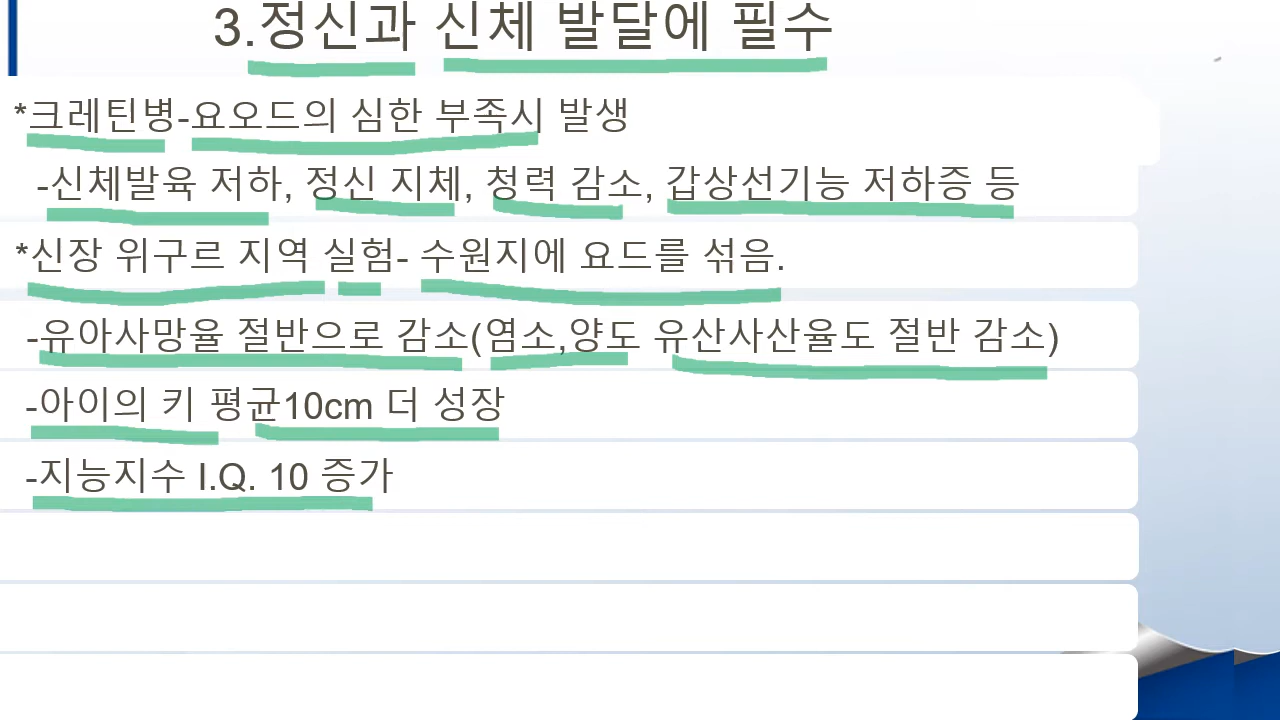 3.정신과 신체 발달에 필수
*크레틴병-요오드의 심한 부족시 발생
-신체발육 저하, 정신 지체, 청력 감소, 갑상선기능 저하증 등
*신장 위구르 지역 실험- 수원지에 요드를 섞음.
-유아사망율 절반으로 감소(염소,양도 유산사산율도 절반 감소)
-아이의 키 평균10cm 더 성장
-지능지수 I.Q. 10 증가